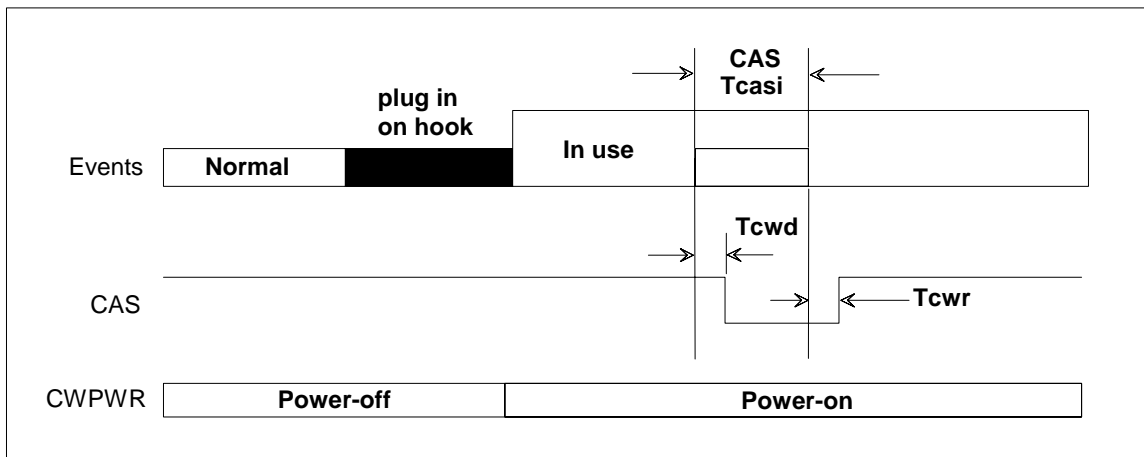 CAS
Tcasi
plug in
on hook
Events
Normal
In use
Tcwd
CAS
Tcwr
CWPWR
Power-off
Power-on